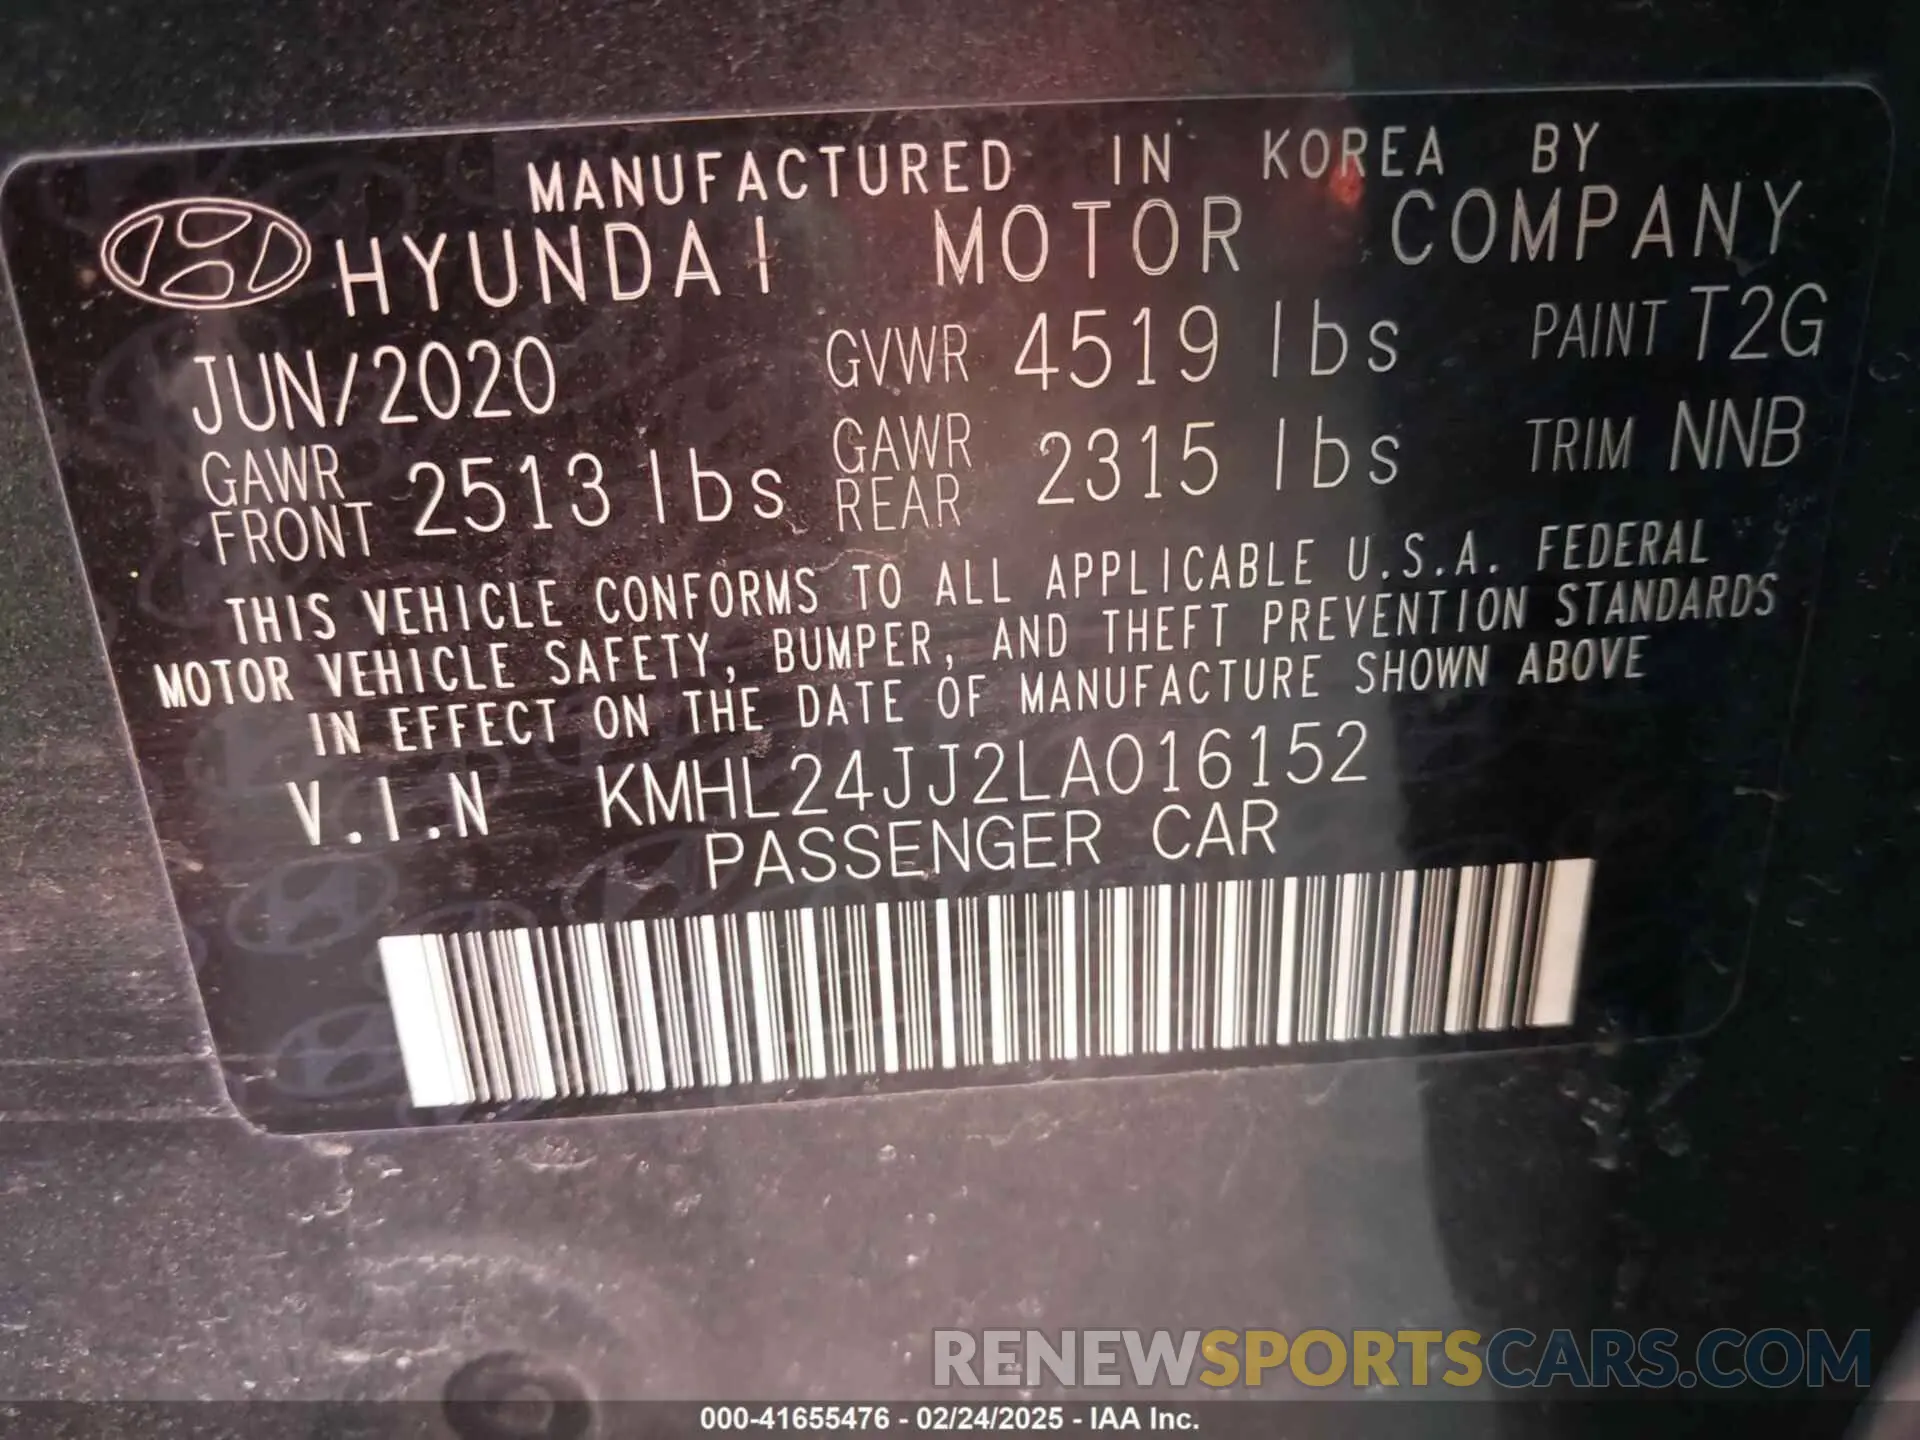 MANUFACTURED IN KOREA BY
HYUNDAI MOTOR COMPANY
JUN/2020 GVWR 4519 lbs PAINT T2G
GAWR FRONT 2513 lbs GAWR REAR 2315 lbs TRIM NNB
THIS VEHICLE CONFORMS TO ALL APPLICABLE U.S.A. FEDERAL
MOTOR VEHICLE SAFETY, BUMPER, AND THEFT PREVENTION STANDARDS
IN EFFECT ON THE DATE OF MANUFACTURE SHOWN ABOVE
V.I.N KMHL24JJ2LA016152
PASSENGER CAR
RENEWSPORTSCARS.COM
000-41655476 - 02/24/2025 - IAA Inc.